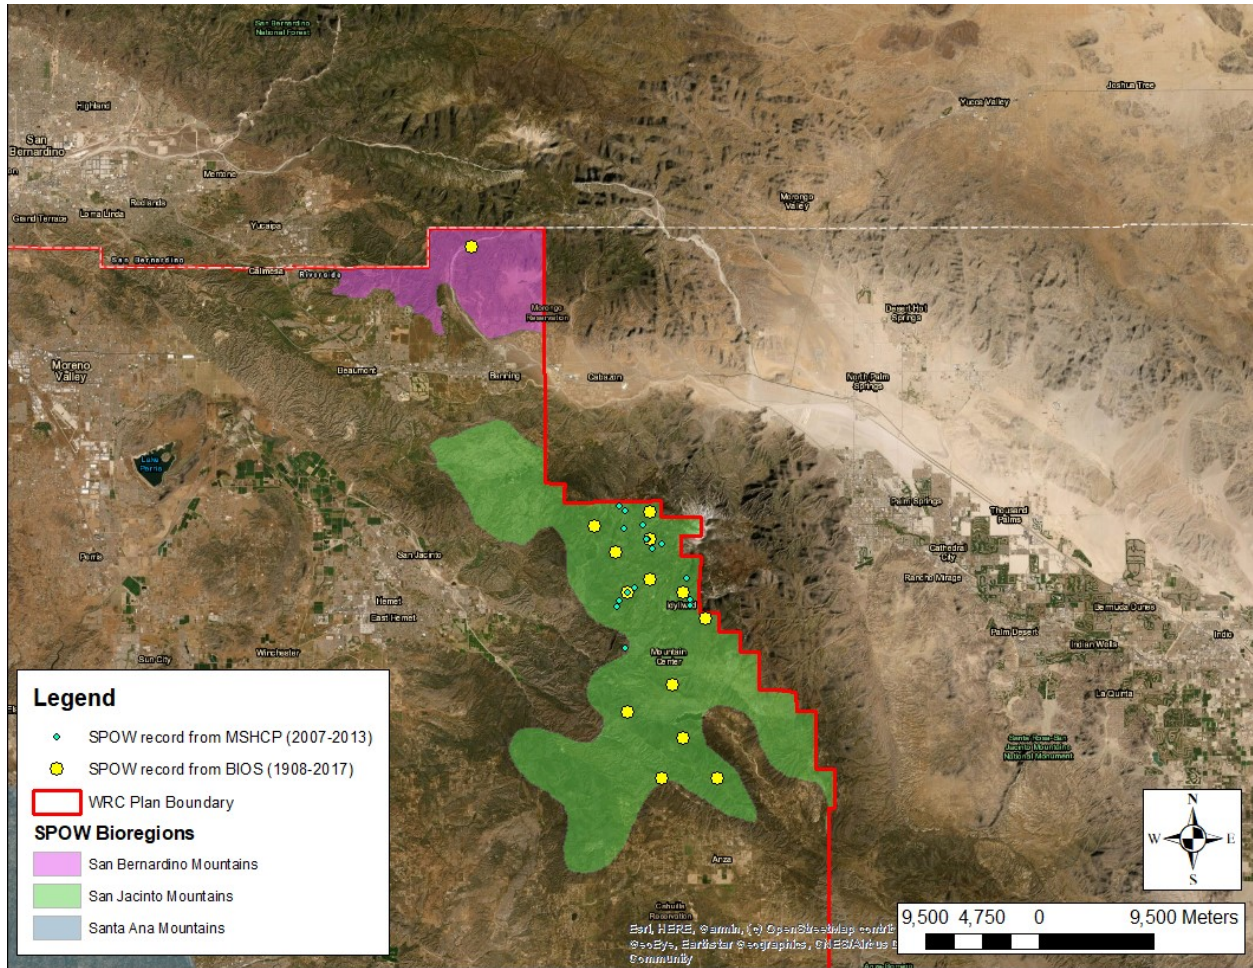 San Bernardino
National Forest
Joshua Tree
Yucca Valley
Highland
San
Bernardino
Mentone
Redlands
Loma Linda
Grand Terrace
Yucaipa
Morongo
Valley
San Bernardino
Calimesa
Riverside
Morongo
Reservation
Desert Hot
Springs
Moreno
Valley
Beaumont
Banning
Cabazon
North Palm
Springs
Lake
Perris
Palm Springs
Thousand
Palms
Perris
San Jacinto
Cathedral
City
Rancho Mirage
Hemet
East Hemet
Idyllwild
Bermuda Dunes
Palm Desert
Indio
Indian Wells
Sun City
Winchester
Mountain
Center
La Quinta
Santa Rosa-San
Jacinto Mountains
National Monument
Anza
Cahuilla
Reservation
Legend
SPOW record from MSHCP (2007-2013)
SPOW record from BIOS (1908-2017)
WRC Plan Boundary
SPOW Bioregions
San Bernardino Mountains
San Jacinto Mountains
Santa Ana Mountains
N
W E
S
9,500 4,750 0 9,500 Meters
Esri, HERE, Garmin, (c) OpenStreetMap contrib
GeoEye, Earthstar Geographics, CNES/Airbus D
Community